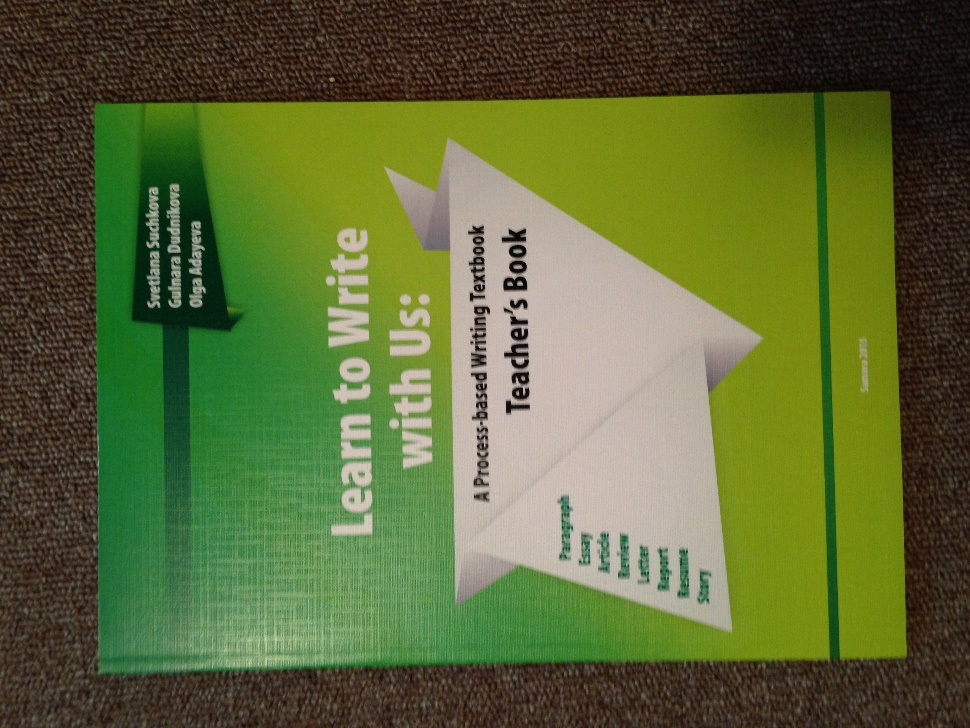 Svetlana Suchkova
Gulnara Dudnikova
Olga Adayeva
Learn to Write
with Us:
A Process-based Writing Textbook
Teacher's Book
Paragraph
Essay
Article
Review
Letter
Report
Resume
Story
Samara 2015